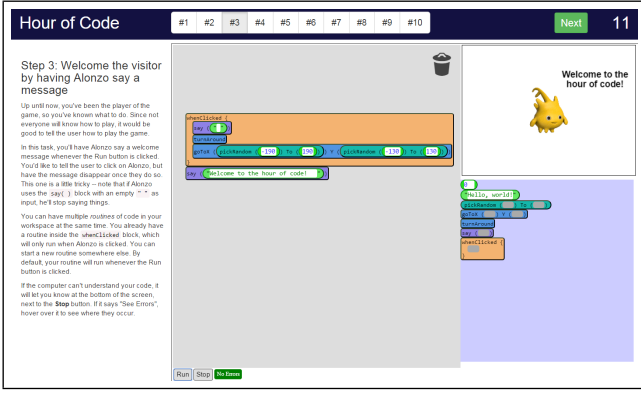 Hour of Code
#1 #2 #3 #4 #5 #6 #7 #8 #9 #10
Next
11
Step 3: Welcome the visitor
by having Alonzo say a
message
Up until now, you've been the player of the
game, so you've known what to do. Since not
everyone will know how to play, it would be
good to tell the user how to play the game.
In this task, you'll have Alonzo say a welcome
message whenever the Run button is clicked.
You'd like to tell the user to click on Alonzo, but
have the message disappear once they do so.
This one is a little tricky -- note that if Alonzo
uses the say( ) block with an empty " " as
input, he'll stop saying things.
You can have multiple routines of code in your
workspace at the same time. You already have
a routine inside the whenClicked block, which
will only run when Alonzo is clicked. You can
start a new routine somewhere else. By
default, your routine will run whenever the Run
button is clicked.
If the computer can't understand your code, it
will let you know at the bottom of the screen,
next to the Stop button. If it says "See Errors",
hover over it to see where they occur.
whenClicked {
say ( " " )
turnAround
goToX ( pickRandom ( -190 ) To ( 190 ) ) Y ( pickRandom ( -130 ) To ( 130 ) )
}
say ( "Welcome to the hour of code! " )
Run Stop No Errors
Welcome to the
hour of code!
0
"Hello, world!"
pickRandom ( ) To ( )
goToX ( ) Y ( )
turnAround
say ( )
whenClicked {
}